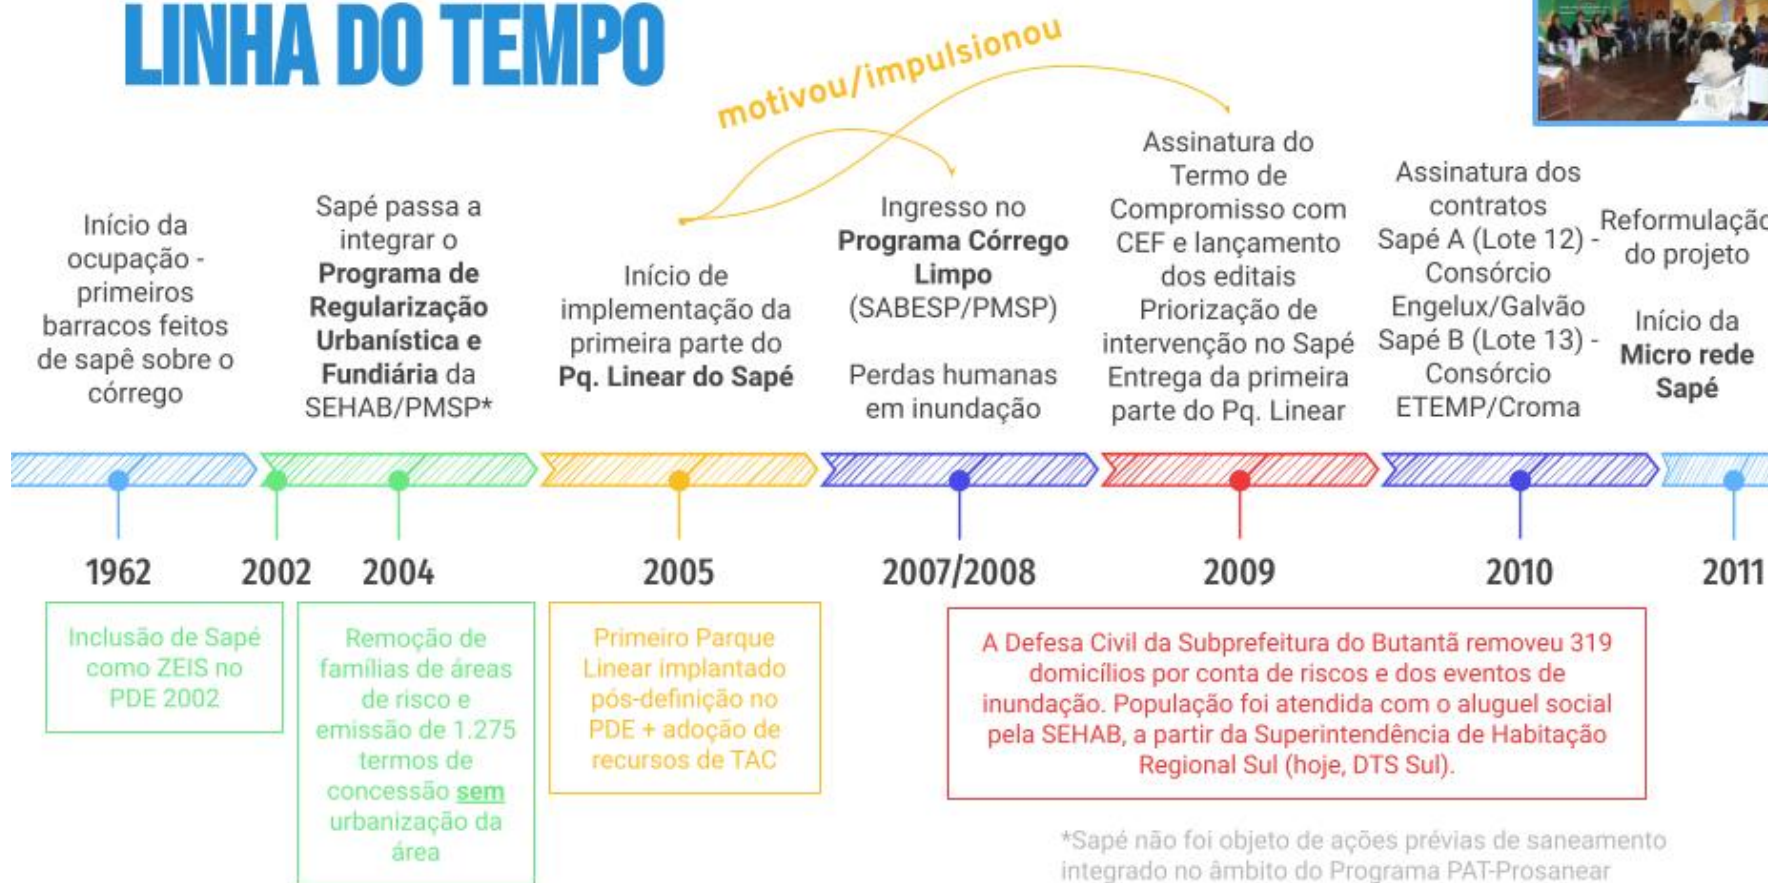 LINHA DO TEMPO
motivou/impulsionou
Início da
ocupação -
primeiros
barracos feitos
de sapê sobre o
córrego
Sapé passa a
integrar o
Programa de
Regularização
Urbanística e
Fundiária da
SEHAB/PMSP*
Início de
implementação da
primeira parte do
Pq. Linear do Sapé
Ingresso no
Programa Córrego
Limpo
(SABESP/PMSP)
Perdas humanas
em inundação
Assinatura do
Termo de
Compromisso com
CEF e lançamento
dos editais
Priorização de
intervenção no Sapé
Entrega da primeira
parte do Pq. Linear
Assinatura dos
contratos
Sapé A (Lote 12) -
Consórcio
Engelux/Galvão
Sapé B (Lote 13) -
Consórcio
ETEMP/Croma
Reformulação
do projeto
Início da
Micro rede
Sapé
1962
2002
2004
2005
2007/2008
2009
2010
2011
Inclusão de Sapé
como ZEIS no
PDE 2002
Remoção de
famílias de áreas
de risco e
emissão de 1.275
termos de
concessão sem
urbanização da
área
Primeiro Parque
Linear implantado
pós-definição no
PDE + adoção de
recursos de TAC
A Defesa Civil da Subprefeitura do Butantã removeu 319
domicílios por conta de riscos e dos eventos de
inundação. População foi atendida com o aluguel social
pela SEHAB, a partir da Superintendência de Habitação
Regional Sul (hoje, DTS Sul).
*Sapé não foi objeto de ações prévias de saneamento
integrado no âmbito do Programa PAT-Prosanear